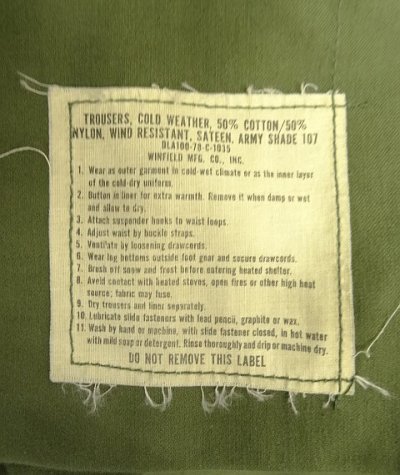 TROUSERS, COLD WEATHER, 50% COTTON/50%
NYLON, WIND RESISTANT, SATEEN, ARMY SHADE 107
DLA100-78-C-1035
WINFIELD MFG. CO., INC.
1. Wear as outer garment in cold-wet climate or as the inner layer
of the cold-dry uniform.
2. Button in liner for extra warmth. Remove it when damp or wet
and allow to dry.
3. Attach suspender hooks to waist loops.
4. Adjust waist by buckle straps.
5. Ventilate by loosening drawcords.
6. Wear leg bottoms outside foot gear and secure drawcords.
7. Brush off snow and frost before entering heated shelter.
8. Avoid contact with heated stoves, open fires or other high heat
source; fabric may fuse.
9. Dry trousers and liner separately.
10. Lubricate slide fasteners with lead pencil, graphite or wax.
11. Wash by hand or machine, with slide fastener closed, in hot water
with mild soap or detergent. Rinse thoroughly and drip or machine dry.
DO NOT REMOVE THIS LABEL